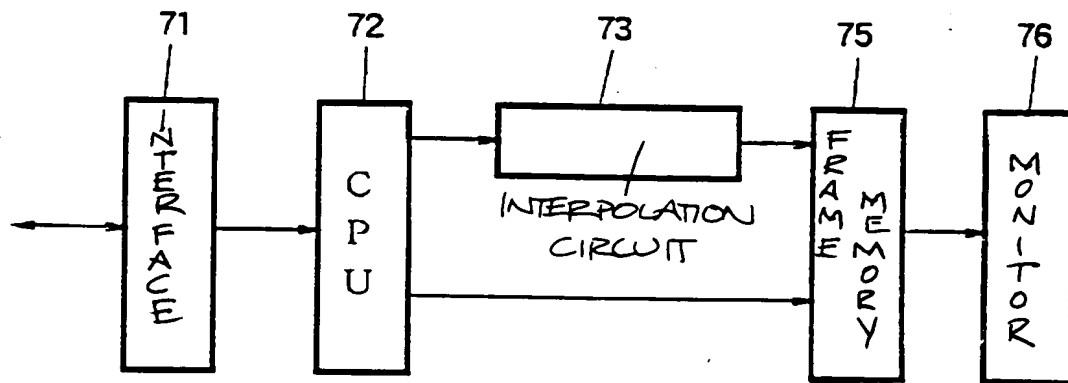 71
72
73
75
76
INTERFACE
CPU
INTERPOLATION
CIRCUIT
FRAME
MEMORY
MONITOR